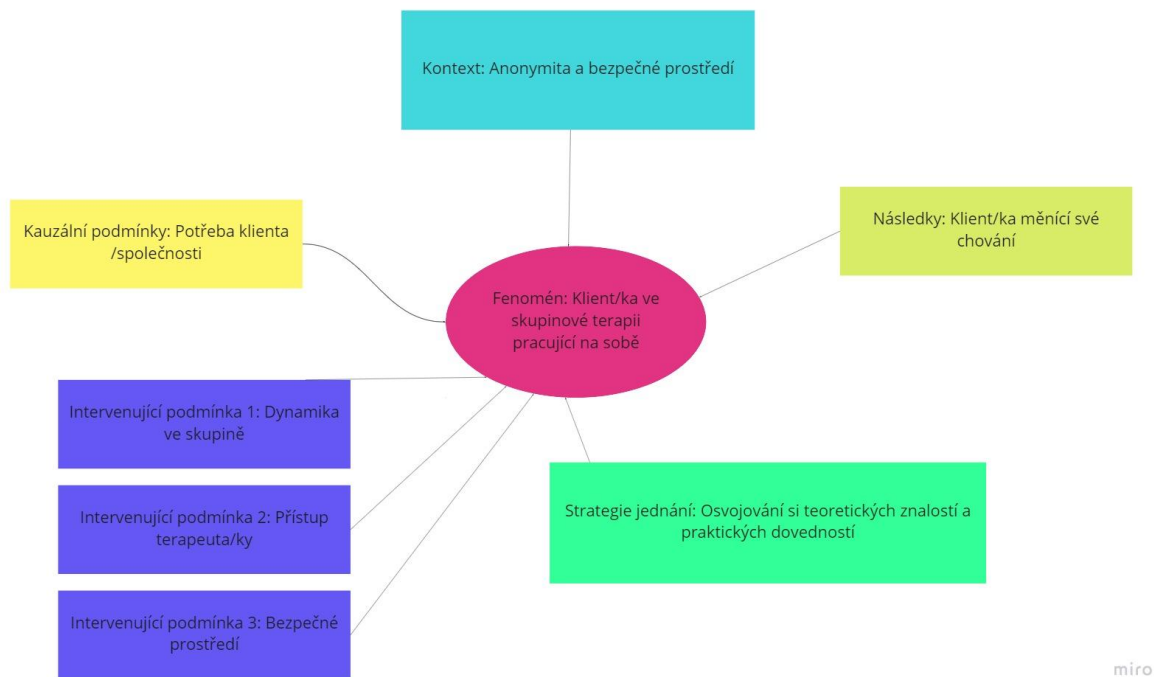 Kontext: Anonymita a bezpečné prostředí
Kauzální podmínky: Potřeba klienta
/společnosti
Následky: Klient/ka měnící své
chování
Fenomén: Klient/ka ve
skupinové terapii
pracující na sobě
Intervenující podmínka 1: Dynamika
ve skupině
Intervenující podmínka 2: Přístup
terapeuta/ky
Intervenující podmínka 3: Bezpečné
prostředí
Strategie jednání: Osvojování si teoretických znalostí a
praktických dovedností
miro